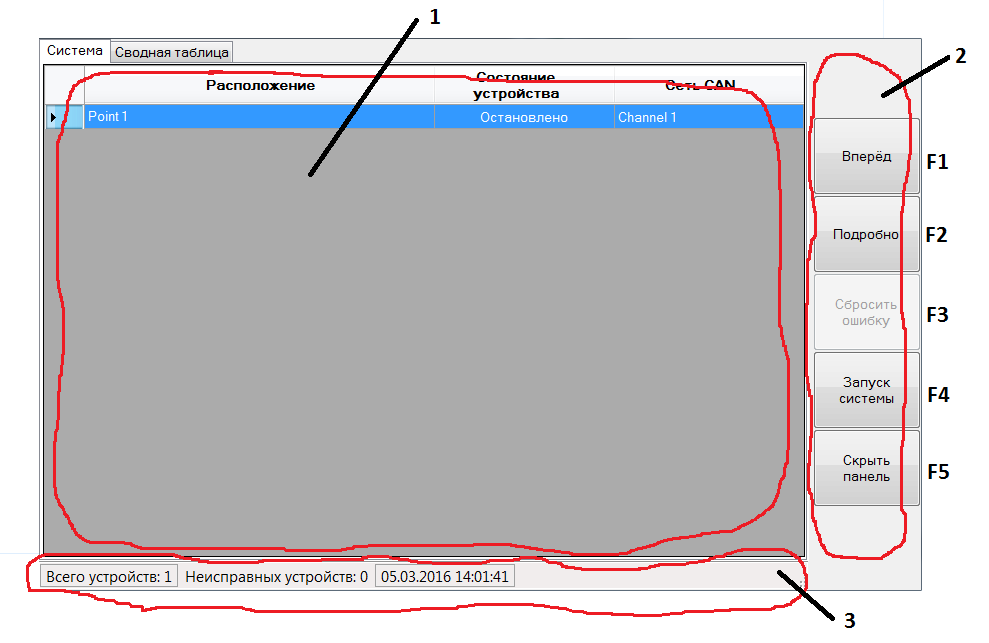 1
2
Система Сводная таблица
Расположение Состояние устройства Сеть CAN
Point 1 Остановлено Channel 1
Вперёд F1
Подробно F2
Сбросить ошибку F3
Запуск системы F4
Скрыть панель F5
Всего устройств: 1 Неисправных устройств: 0 05.03.2016 14:01:41
3